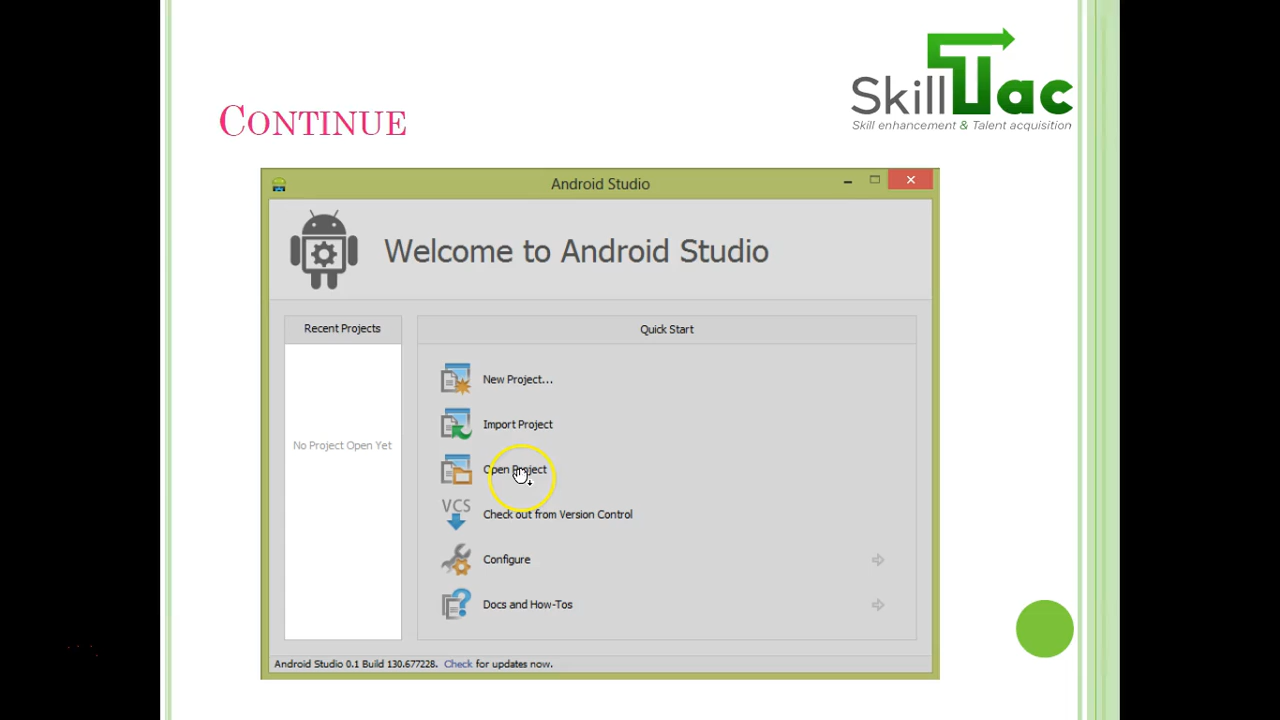 Skill Tac
Skill enhancement & Talent acquisition
CONTINUE
Android Studio
Welcome to Android Studio
Recent Projects
No Project Open Yet
Quick Start
New Project...
Import Project
Open Project
VCS
Check out from Version Control
Configure
Docs and How-Tos
Android Studio 0.1 Build 130.677228. Check for updates now.